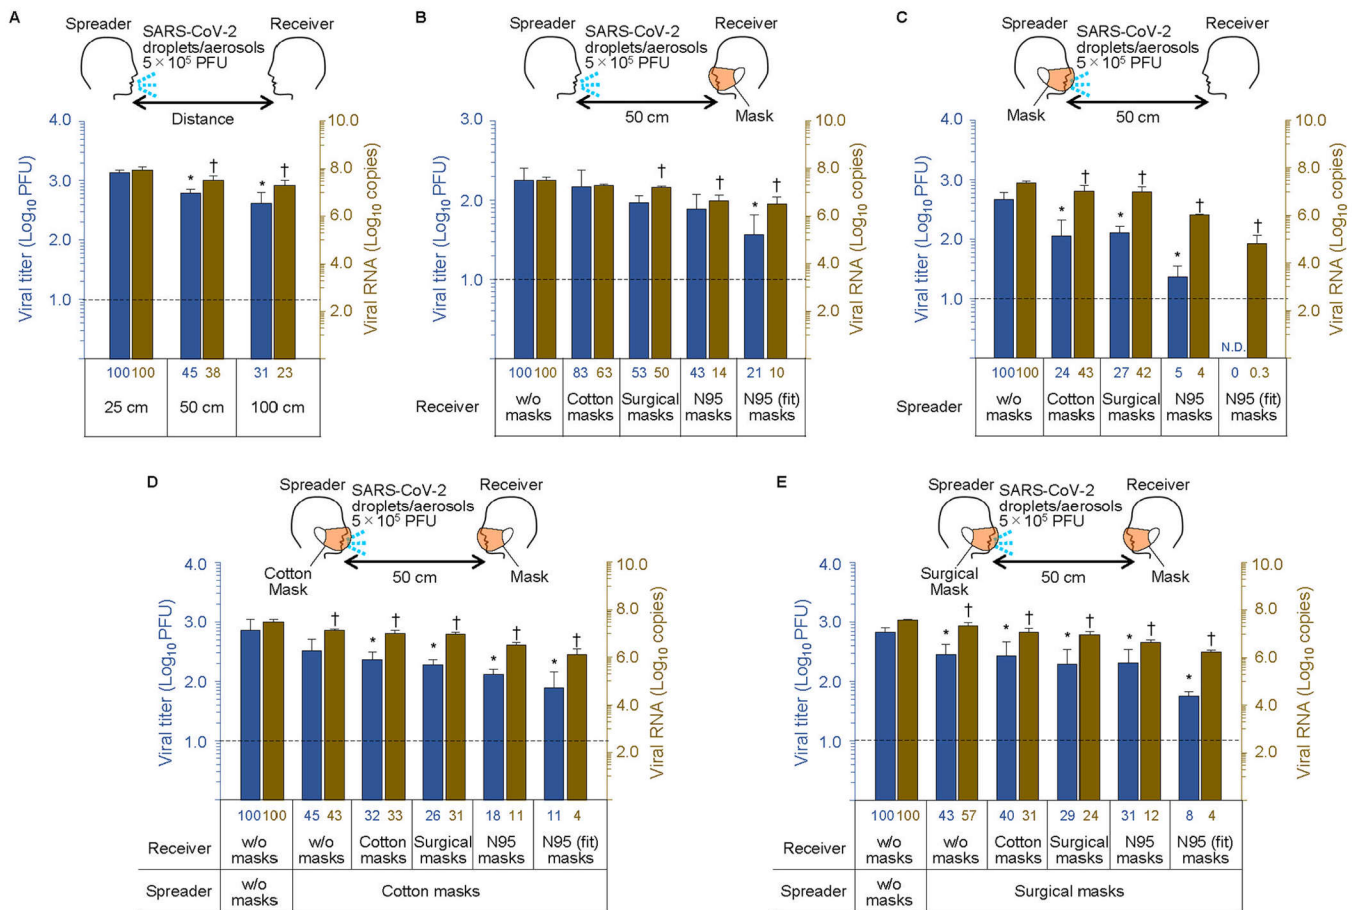 A
Spreader
Receiver
SARS-CoV-2
droplets/aerosols
5 × 10⁵ PFU
Distance
Viral titer (Log₁₀ PFU)
4.0
3.0
2.0
1.0
Viral RNA (Log₁₀ copies)
10.0
8.0
6.0
4.0
2.0
* † * †
100 100 45 38 31 23
25 cm 50 cm 100 cm
B
Spreader
Receiver
SARS-CoV-2
droplets/aerosols
5 × 10⁵ PFU
50 cm
Mask
Viral titer (Log₁₀ PFU)
3.0
2.0
1.0
Viral RNA (Log₁₀ copies)
10.0
8.0
6.0
4.0
2.0
† † * †
100 100 83 63 53 50 43 14 21 10
Receiver
w/o masks
Cotton masks
Surgical masks
N95 masks
N95 (fit) masks
C
Spreader
Receiver
SARS-CoV-2
droplets/aerosols
5 × 10⁵ PFU
Mask
50 cm
Viral titer (Log₁₀ PFU)
4.0
3.0
2.0
1.0
Viral RNA (Log₁₀ copies)
10.0
8.0
6.0
4.0
2.0
* † * † * † †
N.D.
100 100 24 43 27 42 5 4 0 0.3
Spreader
w/o masks
Cotton masks
Surgical masks
N95 masks
N95 (fit) masks
D
Spreader
Receiver
SARS-CoV-2
droplets/aerosols
5 × 10⁵ PFU
Cotton
Mask
50 cm
Mask
Viral titer (Log₁₀ PFU)
4.0
3.0
2.0
1.0
Viral RNA (Log₁₀ copies)
10.0
8.0
6.0
4.0
2.0
† * † * † * † * †
100 100 45 43 32 33 26 31 18 11 11 4
Receiver
w/o masks
w/o masks
Cotton masks
Surgical masks
N95 masks
N95 (fit) masks
Spreader
w/o masks
Cotton masks
E
Spreader
Receiver
SARS-CoV-2
droplets/aerosols
5 × 10⁵ PFU
Surgical
Mask
50 cm
Mask
Viral titer (Log₁₀ PFU)
4.0
3.0
2.0
1.0
Viral RNA (Log₁₀ copies)
10.0
8.0
6.0
4.0
2.0
* † * † * † * † * †
100 100 43 57 40 31 29 24 31 12 8 4
Receiver
w/o masks
w/o masks
Cotton masks
Surgical masks
N95 masks
N95 (fit) masks
Spreader
w/o masks
Surgical masks